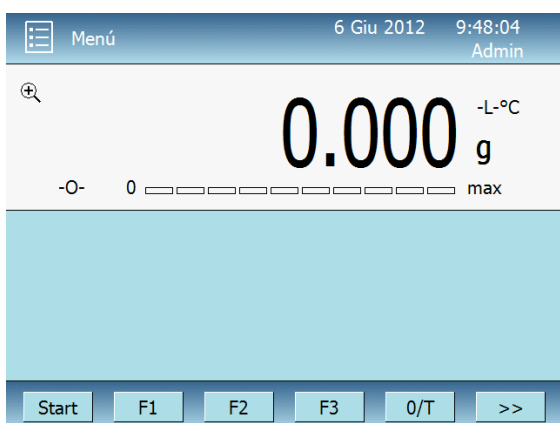 Menú 6 Giu 2012 9:48:04
Admin
0.000 g -L-°C
-O- 0 max
Start F1 F2 F3 0/T >>